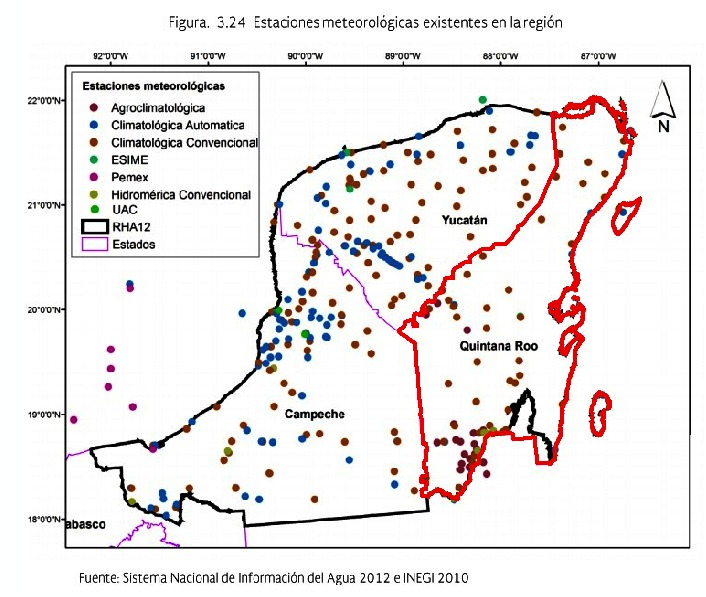 Figura. 3.24 Estaciones meteorológicas existentes en la región
92°0'0"W 91°0'0"W 90°0'0"W 89°0'0"W 88°0'0"W 87°0'0"W
Estaciones meteorológicas
Agroclimatológica
Climatológica Automatica
Climatológica Convencional
ESIME
Pemex
Hidromérica Convencional
UAC
RHA12
Estados
22°0'0"N
21°0'0"N
20°0'0"N
19°0'0"N
18°0'0"N
N
Yucatán
Quintana Roo
Campeche
abasco
Fuente: Sistema Nacional de Información del Agua 2012 e INEGI 2010